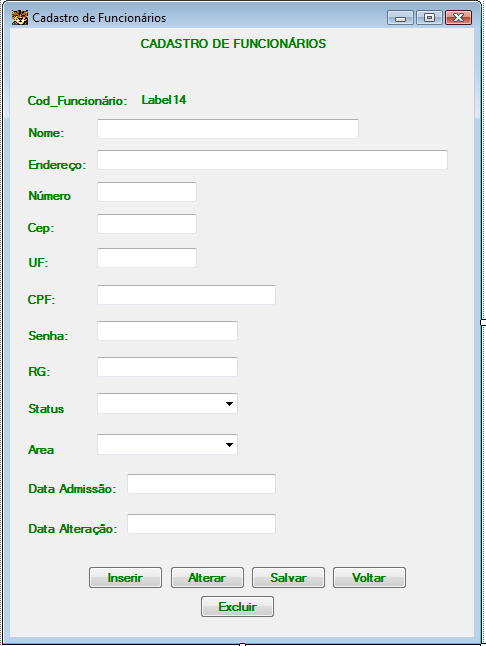 Cadastro de Funcionários
CADASTRO DE FUNCIONÁRIOS
Cod_Funcionário: Label14
Nome:
Endereço:
Número
Cep:
UF:
CPF:
Senha:
RG:
Status
Area
Data Admissão:
Data Alteração:
Inserir Alterar Salvar Voltar
Excluir